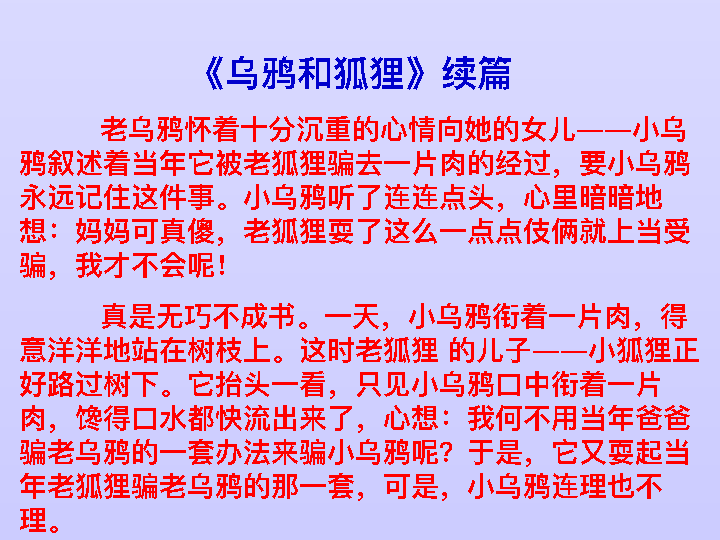 《乌鸦和狐狸》续篇
老乌鸦怀着十分沉重的心情向她的女儿——小乌
鸦叙述着当年它被老狐狸骗去一片肉的经过，要小乌鸦
永远记住这件事。小乌鸦听了连连点头，心里暗暗地
想：妈妈可真傻，老狐狸耍了这么一点点伎俩就上当受
骗，我才不会呢！
真是无巧不成书。一天，小乌鸦衔着一片肉，得
意洋洋地站在树枝上。这时老狐狸 的儿子——小狐狸正
好路过树下。它抬头一看，只见小乌鸦口中衔着一片
肉，馋得口水都快流出来了，心想：我何不用当年爸爸
骗老乌鸦的一套办法来骗小乌鸦呢？于是，它又耍起当
年老狐狸骗老乌鸦的那一套，可是，小乌鸦连理也不
理。